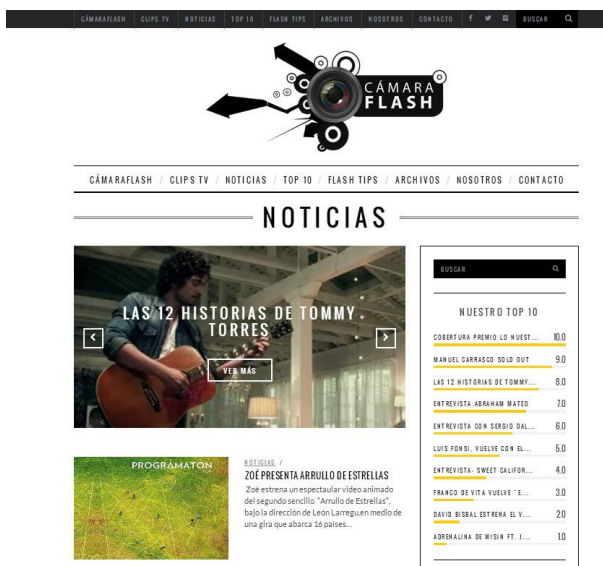 CÁMARAFLASH CLIPS TV NOTICIAS TOP 10 FLASH TIPS ARCHIVOS NOSOTROS CONTACTO BUSCAR
CÁMARA
FLASH
CÁMARAFLASH / CLIPS TV / NOTICIAS / TOP 10 / FLASH TIPS / ARCHIVOS / NOSOTROS / CONTACTO
NOTICIAS
LAS 12 HISTORIAS DE TOMMY
TORRES
VER MÁS
PROGRAMATON
NOTICIAS /
ZOÉ PRESENTA ARRULLO DE ESTRELLAS
Zoé estrena un espectacular video animado
del segundo sencillo "Arrullo de Estrellas",
bajo la dirección de León Larregui,en medio de
una gira que abarca 16 países...
BUSCAR
NUESTRO TOP 10
COBERTURA PREMIO LO NUEST... 10.0
MANUEL CARRASCO SOLD OUT 9.0
LAS 12 HISTORIAS DE TOMMY... 8.0
ENTREVISTA ABRAHAM MATEO 7.0
ENTREVISTA CON SERGIO DAL... 6.0
LUIS FONSI, VUELVE CON EL... 5.0
ENTREVISTA- SWEET CALIFOR... 4.0
FRANCO DE VITA VUELVE ¨E... 3.0
DAVID BISBAL ESTRENA EL V... 2.0
ADRENALINA DE WISIN FT. J... 1.0